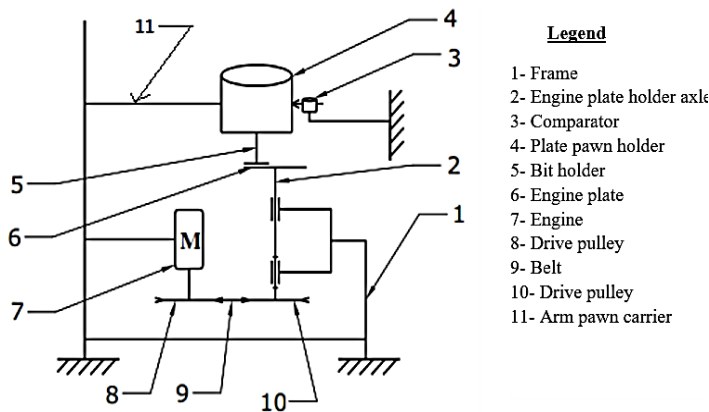 11
4
3
5
6
M
7
2
1
8
9
10
Legend
1- Frame
2- Engine plate holder axle
3- Comparator
4- Plate pawn holder
5- Bit holder
6- Engine plate
7- Engine
8- Drive pulley
9- Belt
10- Drive pulley
11- Arm pawn carrier